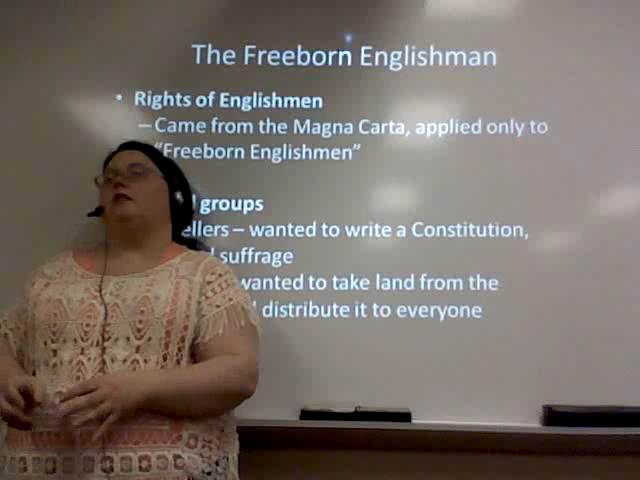 The Freeborn Englishman
• Rights of Englishmen
– Came from the Magna Carta, applied only to
"Freeborn Englishmen"
groups
ellers – wanted to write a Constitution,
suffrage
wanted to take land from the
distribute it to everyone